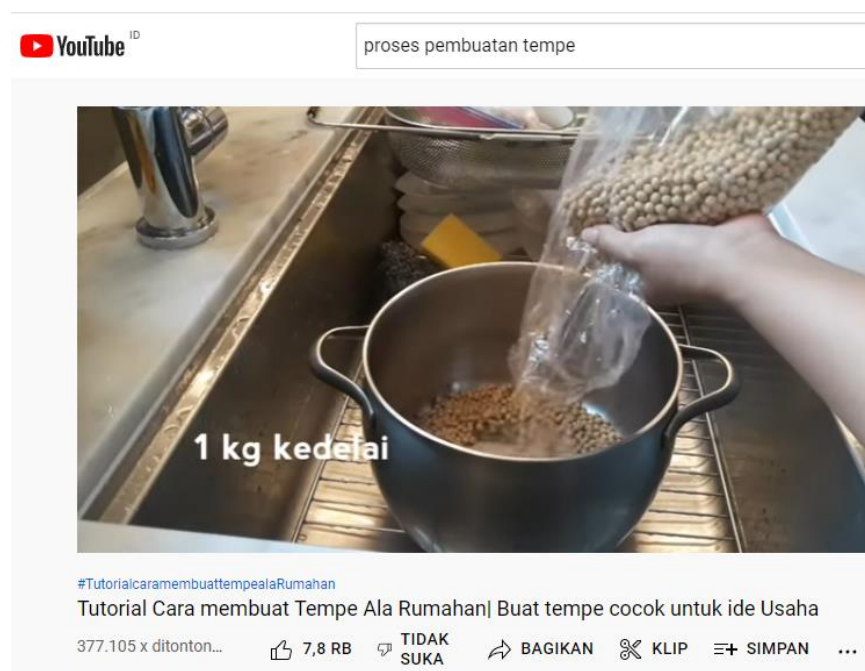 YouTube ID
proses pembuatan tempe
1 kg kedelai
#TutorialcaramembuattempealaRumahan
Tutorial Cara membuat Tempe Ala Rumahan| Buat tempe cocok untuk ide Usaha
377.105 x ditonton... 7,8 RB TIDAK SUKA BAGIKAN KLIP SIMPAN ...